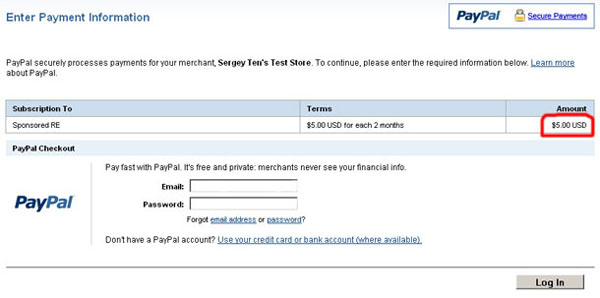 Enter Payment Information
PayPal Secure Payments
PayPal securely processes payments for your merchant, Sergey Ten's Test Store. To continue, please enter the required information below. Learn more
about PayPal.
Subscription To Terms Amount
Sponsored RE $5.00 USD for each 2 months $5.00 USD
PayPal Checkout
Pay fast with PayPal. It's free and private: merchants never see your financial info.
PayPal
Email:
Password:
Forgot email address or password?
Don't have a PayPal account? Use your credit card or bank account (where available).
Log In